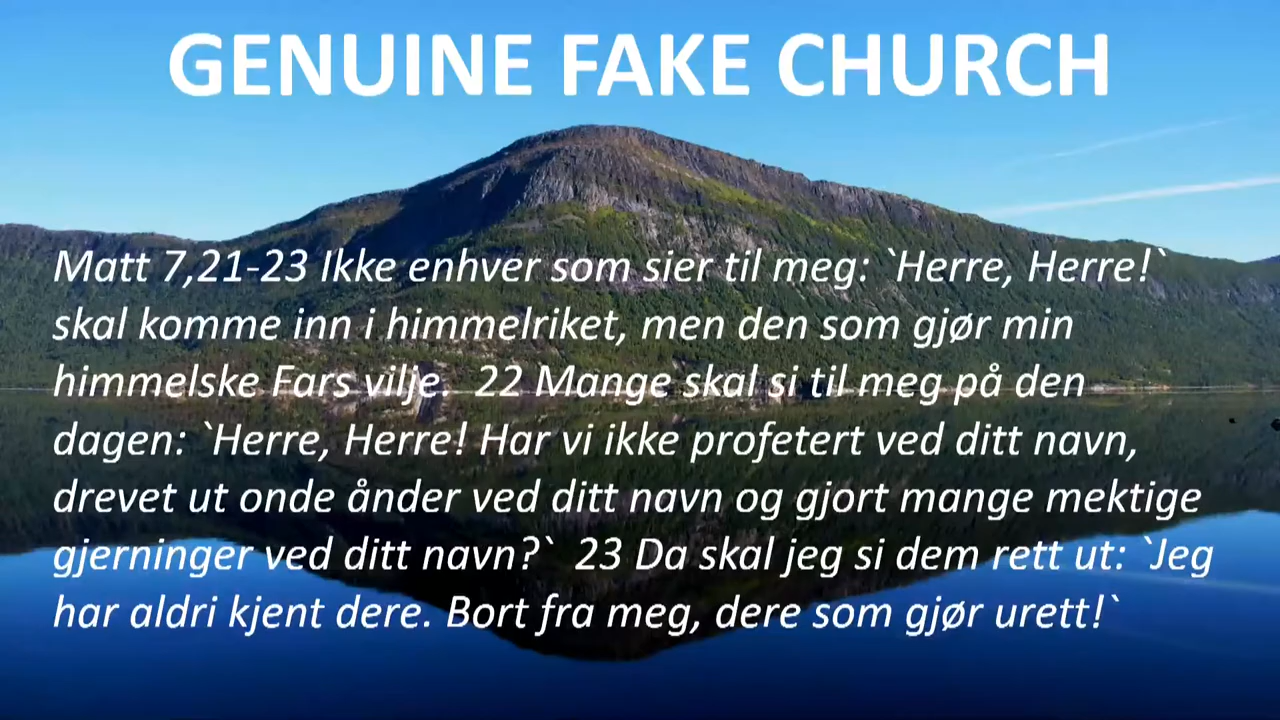 GENUINE FAKE CHURCH
Matt 7,21-23 Ikke enhver som sier til meg: `Herre, Herre!`
skal komme inn i himmelriket, men den som gjør min
himmelske Fars vilje.  22 Mange skal si til meg på den
dagen: `Herre, Herre! Har vi ikke profetert ved ditt navn,
drevet ut onde ånder ved ditt navn og gjort mange mektige
gjerninger ved ditt navn?`  23 Da skal jeg si dem rett ut: `Jeg
har aldri kjent dere. Bort fra meg, dere som gjør urett!`